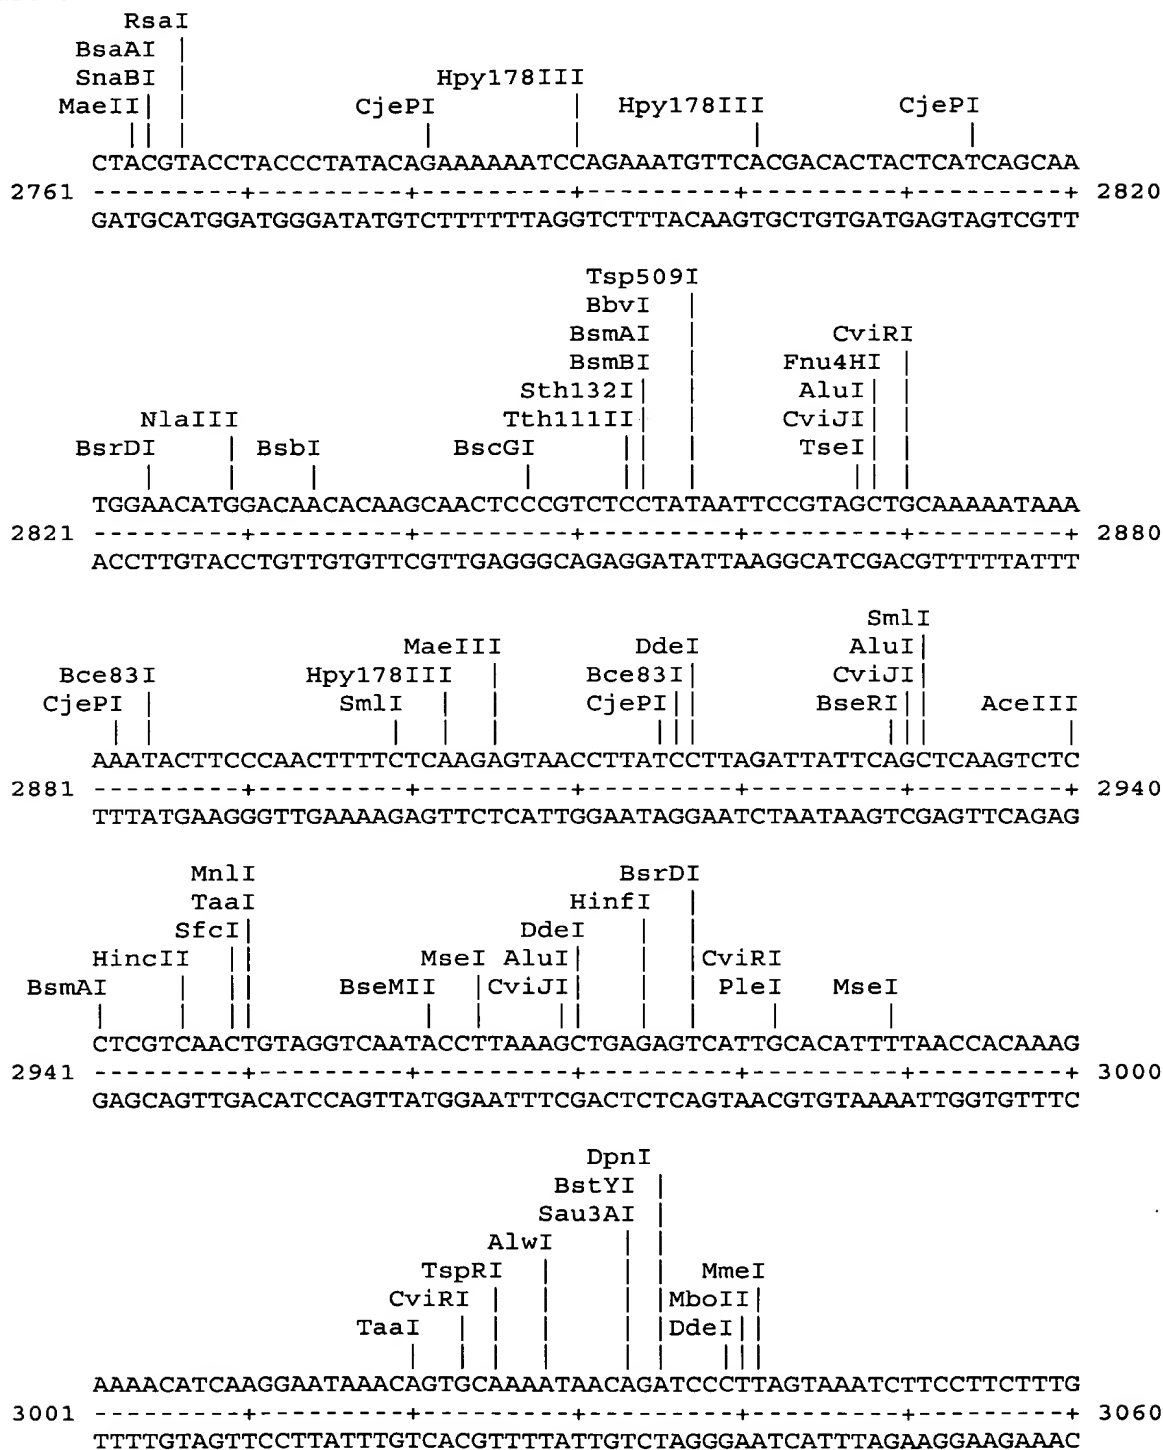 RsaI
BsaAI
SnaBI Hpy178III
MaeII CjePI Hpy178III CjePI
CTACGTACCTACCCTATACAGAAAAAATCCAGAAATGTTCACGACACTACTCATCAGCAA
2761 ---------+---------+---------+---------+---------+---------+ 2820
GATGCATGGATGGGATATGTCTTTTTTAGGTCTTTACAAGTGCTGTGATGAGTAGTCGTT
Tsp509I
BbvI
BsmAI CviRI
BsmBI Fnu4HI
Sth132I AluI
NlaIII Tth111II CviJI
BsrDI BsbI BscGI TseI
TGGAACATGGACAACACAAGCAACTCCCGTCTCCTATAATTCCGTAGCTGCAAAAATAAA
2821 ---------+---------+---------+---------+---------+---------+ 2880
ACCTTGTACCTGTTGTGTTCGTTGAGGGCAGAGGATATTAAGGCATCGACGTTTTTATTT
SmlI
MaeIII DdeI AluI
Bce83I Hpy178III Bce83I CviJI
CjePI SmlI CjePI BseRI AceIII
AAATACTTCCCAACTTTTCTCAAGAGTAACCTTATCCTTAGATTATTCAGCTCAAGTCTC
2881 ---------+---------+---------+---------+---------+---------+ 2940
TTTATGAAGGGTTGAAAAGAGTTCTCATTGGAATAGGAATCTAATAAGTCGAGTTCAGAG
MnlI BsrDI
TaaI HinfI
SfcI DdeI
HincII MseI AluI CviRI
BsmAI BseMII CviJI PleI MseI
CTCGTCAACTGTAGGTCAATACCTTAAAGCTGAGAGTCATTGCACATTTTAACCACAAAG
2941 ---------+---------+---------+---------+---------+---------+ 3000
GAGCAGTTGACATCCAGTTATGGAATTTCGACTCTCAGTAACGTGTAAAATTGGTGTTTC
DpnI
BstYI
Sau3AI
AlwI
TspRI MmeI
CviRI MboII
TaaI DdeI
AAAACATCAAGGAATAAACAGTGCAAAATAACAGATCCCTTAGTAAATCTTCCTTCTTTG
3001 ---------+---------+---------+---------+---------+---------+ 3060
TTTTGTAGTTCCTTATTTGTCACGTTTTATTGTCTAGGGAATCATTTAGAAGGAAGAAAC